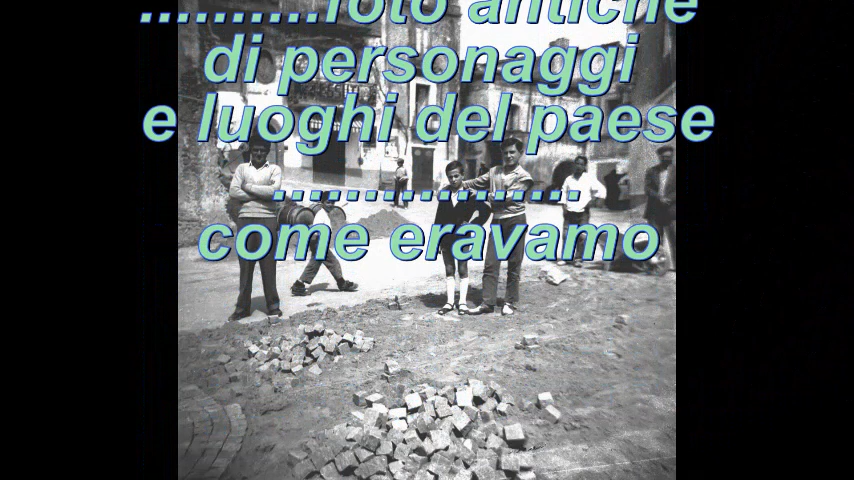 ..........foto antiche
di personaggi
e luoghi del paese
.................
come eravamo